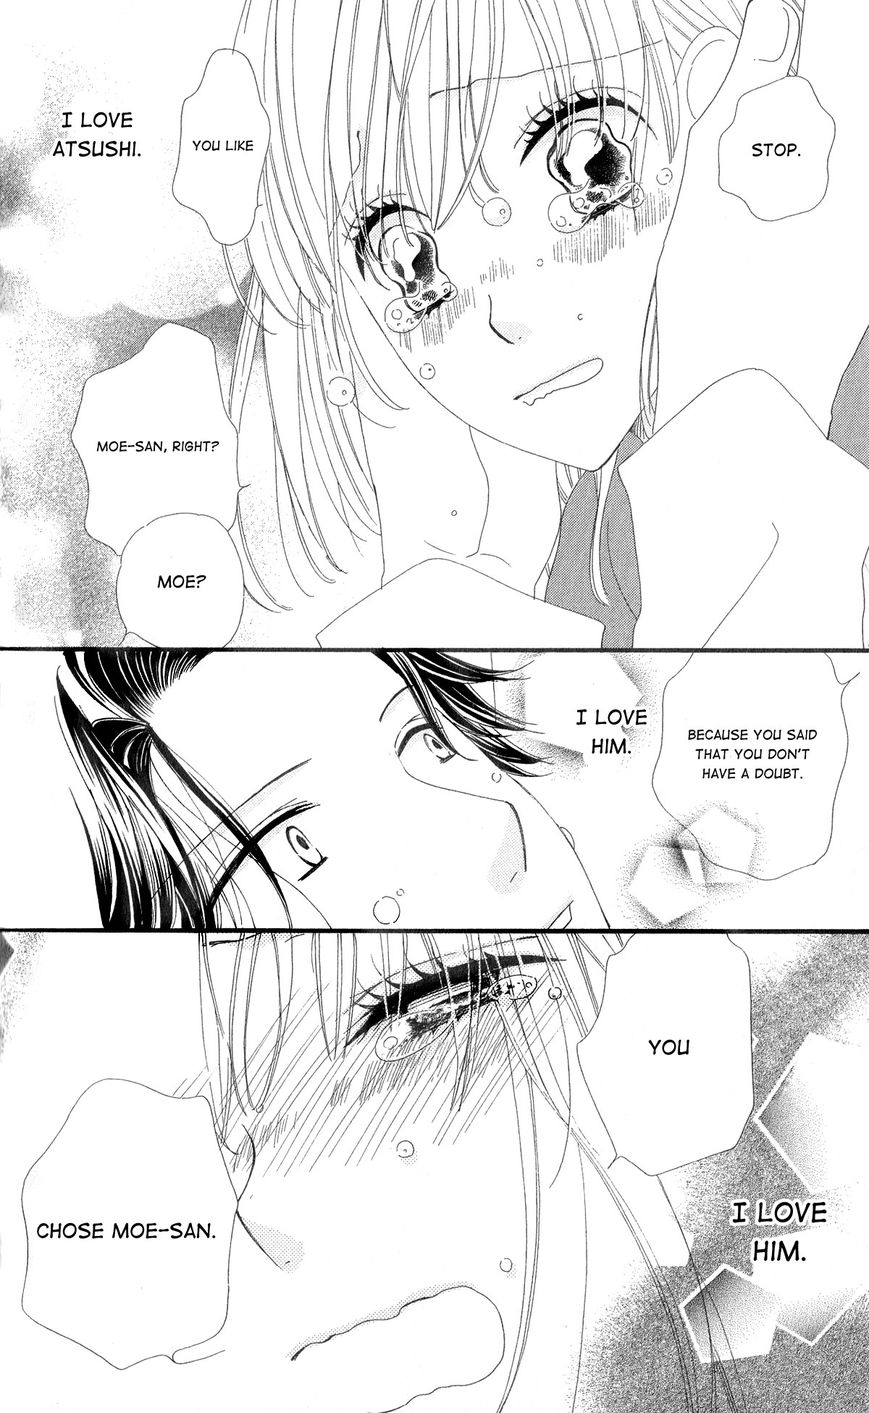 STOP.
YOU LIKE
I LOVE
ATSUSHI.
MOE-SAN, RIGHT?
MOE?
BECAUSE YOU SAID
THAT YOU DON'T
HAVE A DOUBT.
I LOVE
HIM.
YOU
I LOVE
HIM.
CHOSE MOE-SAN.